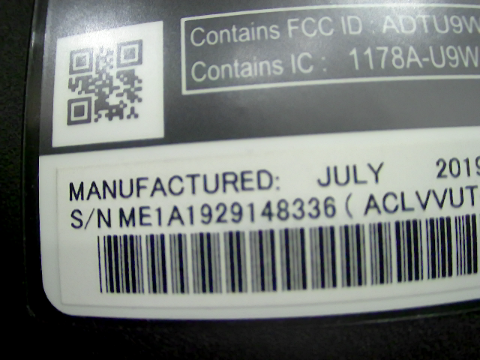 Contains FCC ID : ADTU9W
Contains IC : 1178A-U9W
MANUFACTURED: JULY 2019
S/N ME1A1929148336 ( ACLVVUT